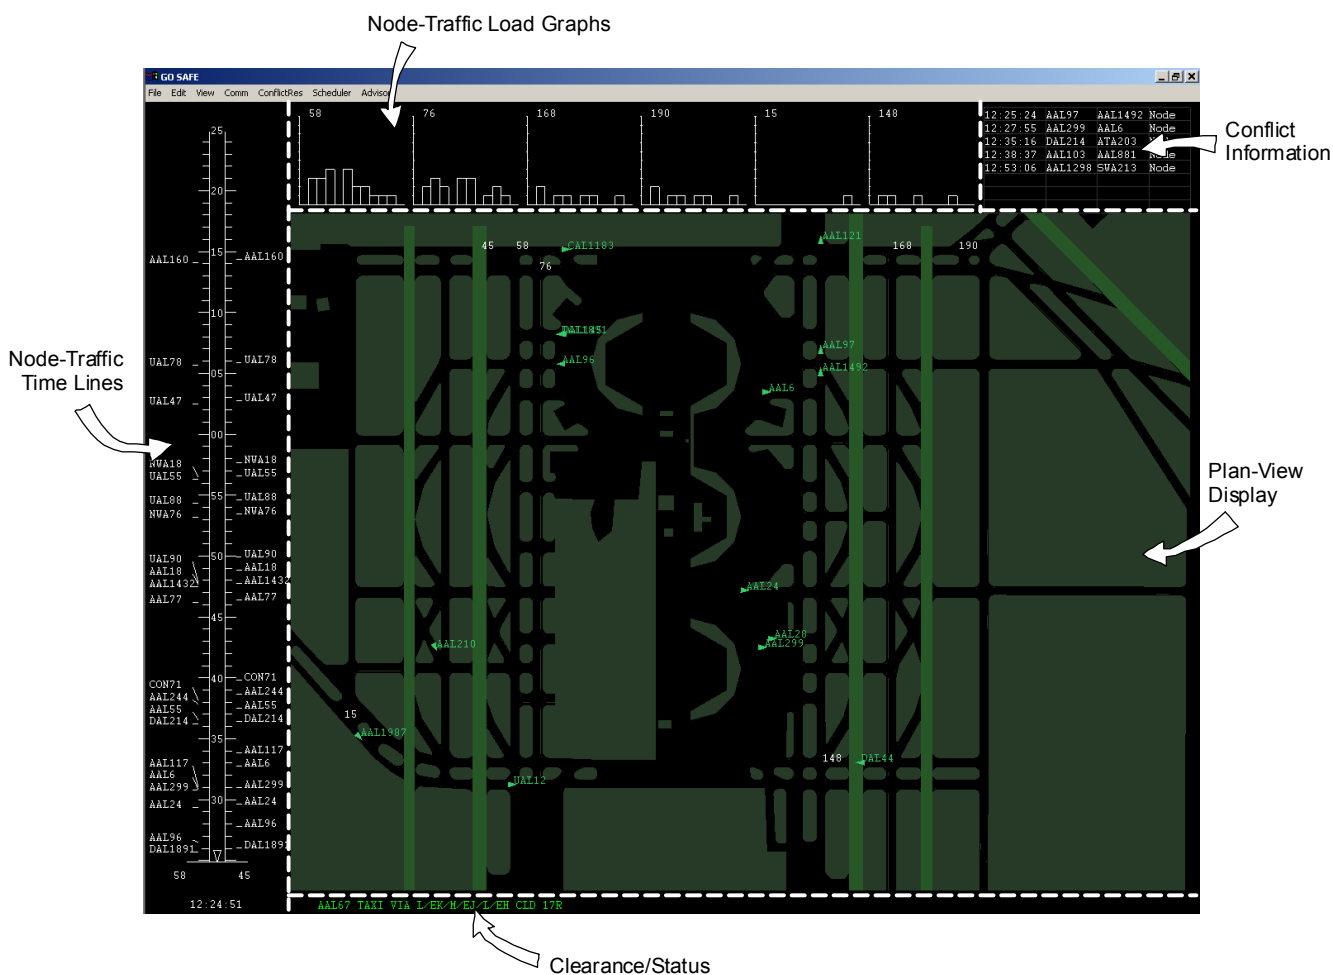 Node-Traffic Load Graphs
GO SAFE
File Edit View Comm ConflictRes Scheduler
58 76 168 190 15 148
12:25:24 AAL97 AAL1492 Node
12:27:55 AAL299 AAL6 Node
12:35:16 DAL214 ATA203
12:38:37 AAL103 AAL881
12:53:06 AAL1298 SWA213 Node
Conflict
Information
Node-Traffic
Time Lines
25
20
15
AAL160 AAL160
10
UAL78 UAL78
05
UAL47 UAL47
00
NWA18 NWA18
UAL55 UAL55
55
UAL88 UAL88
NWA76 NWA76
50
UAL90 UAL90
AAL18 AAL18
AAL1432 AAL1432
AAL77 AAL77
45
40
CON71 CON71
AAL244 AAL244
AAL55 AAL55
DAL214 DAL214
35
AAL117 AAL117
AAL6 AAL6
AAL299 AAL299
30
AAL24 AAL24
AAL96 AAL96
DAL1891 DAL189
58 45
12:24:51
45 58 CAL1183 AAL121 168 190
76
AAL97
AAL96 AAL1492
AAL6
AAL24
AAL210 AAL28
AAL299
15
AAL1987
148 DAL44
UAL12
Plan-View
Display
AAL67 TAXI VIA L/EK/M/EJ/L/EH CLD 17R
Clearance/Status